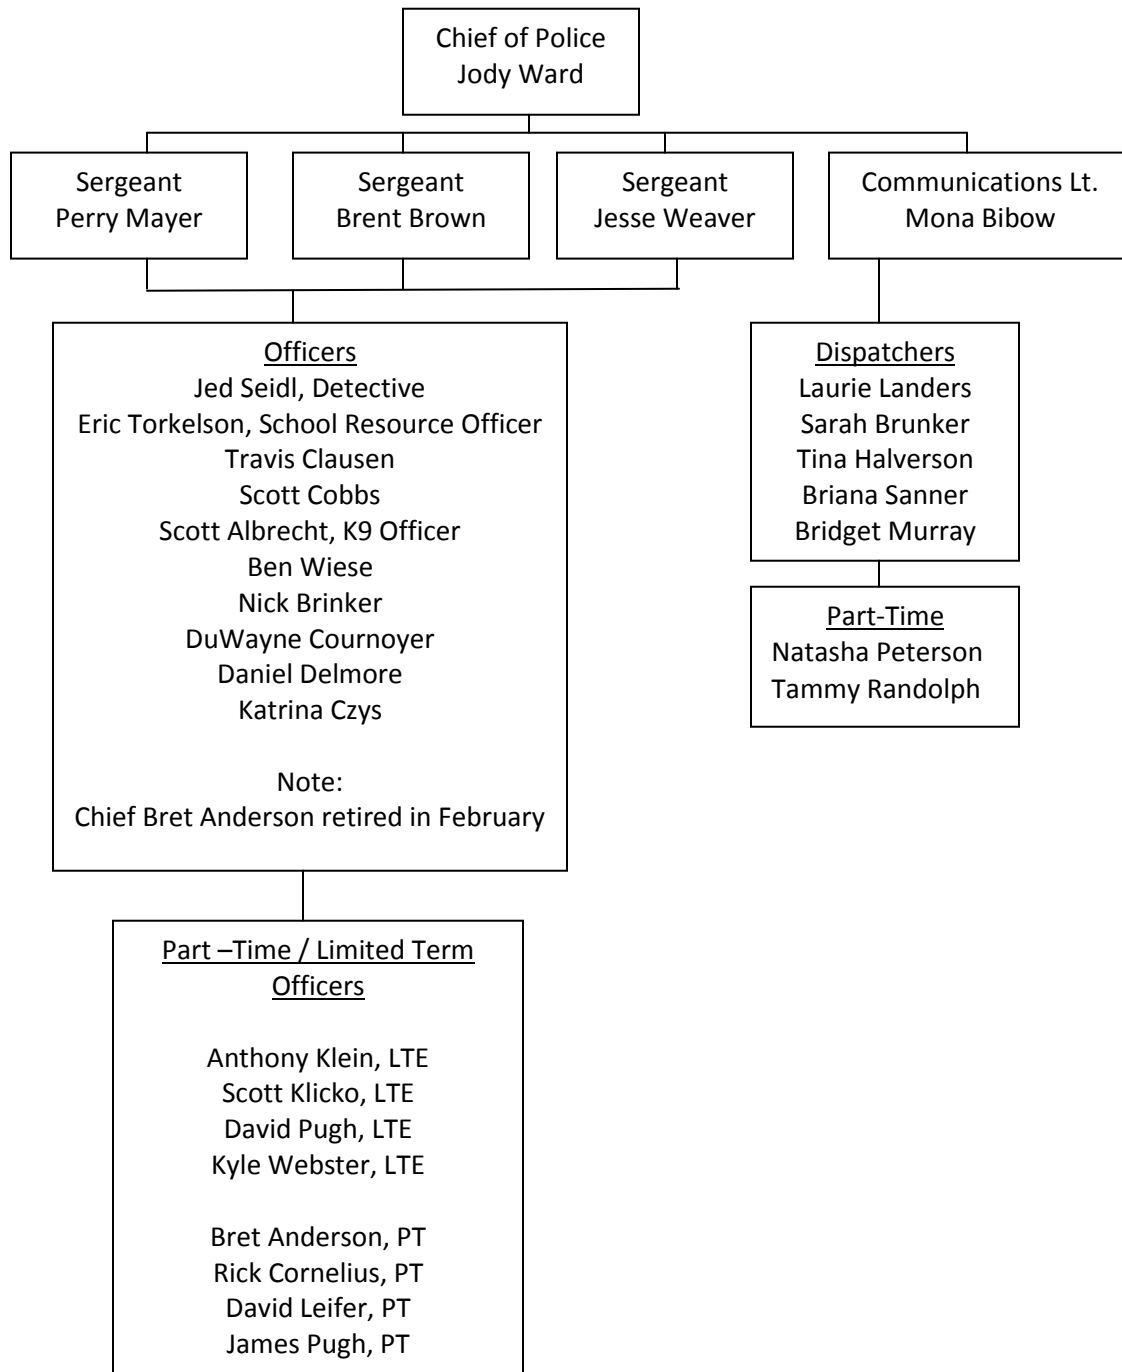 Chief of Police
Jody Ward
Sergeant
Perry Mayer
Sergeant
Brent Brown
Sergeant
Jesse Weaver
Communications Lt.
Mona Bibow
Officers
Jed Seidl, Detective
Eric Torkelson, School Resource Officer
Travis Clausen
Scott Cobbs
Scott Albrecht, K9 Officer
Ben Wiese
Nick Brinker
DuWayne Cournoyer
Daniel Delmore
Katrina Czys
Note:
Chief Bret Anderson retired in February
Dispatchers
Laurie Landers
Sarah Brunker
Tina Halverson
Briana Sanner
Bridget Murray
Part-Time
Natasha Peterson
Tammy Randolph
Part –Time / Limited Term
Officers
Anthony Klein, LTE
Scott Klicko, LTE
David Pugh, LTE
Kyle Webster, LTE
Bret Anderson, PT
Rick Cornelius, PT
David Leifer, PT
James Pugh, PT